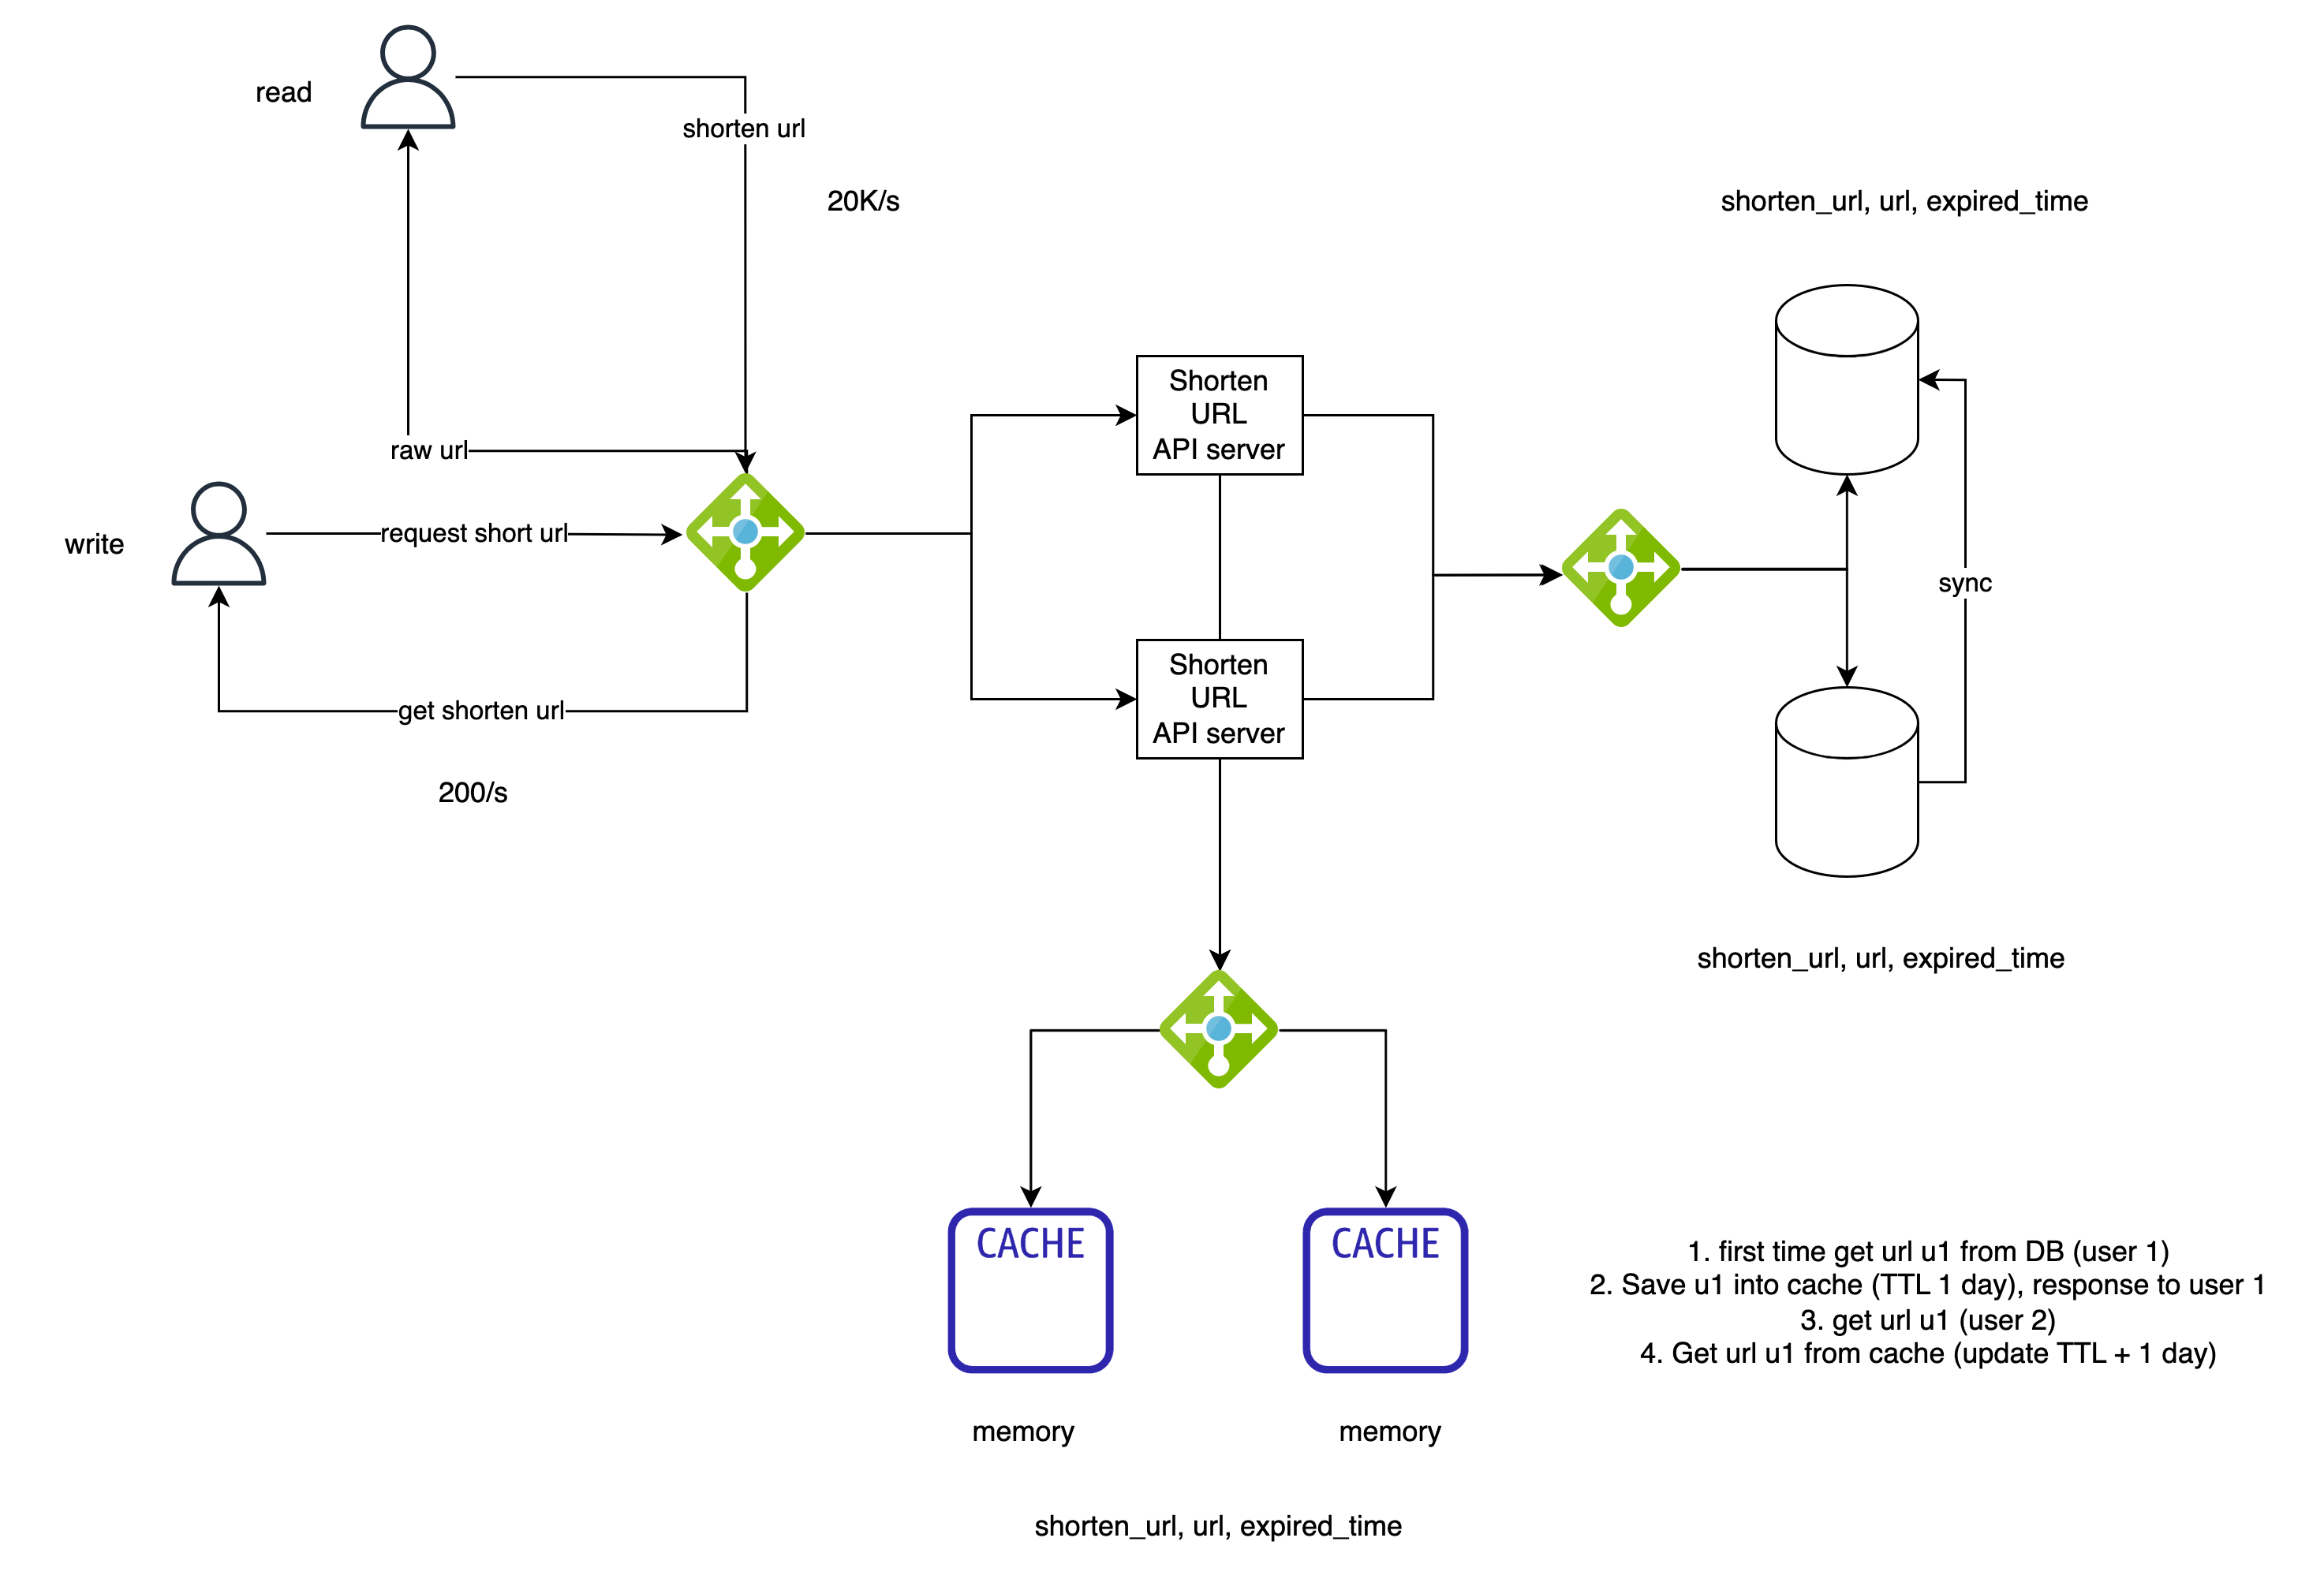 read
shorten url
20K/s
shorten_url, url, expired_time
Shorten
URL
API server
raw url
write
request short url
sync
Shorten
URL
API server
get shorten url
200/s
shorten_url, url, expired_time
CACHE
CACHE
1. first time get url u1 from DB (user 1)
2. Save u1 into cache (TTL 1 day), response to user 1
3. get url u1 (user 2)
4. Get url u1 from cache (update TTL + 1 day)
memory
memory
shorten_url, url, expired_time